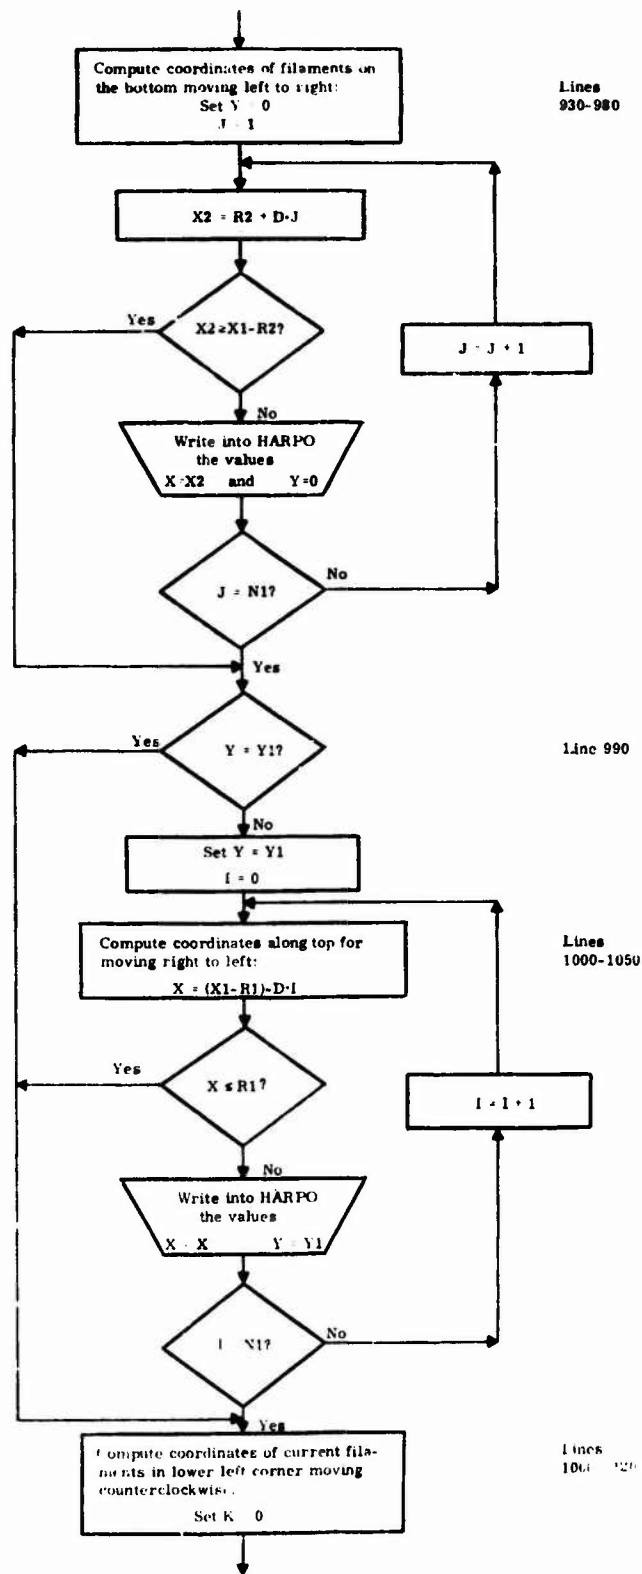 Compute coordinates of filaments on
the bottom moving left to right:
Set Y 0
J 1
Lines
930-980
X2 = R2 + D·J
X2≥X1-R2?
Yes
J = J + 1
No
Write into HARPO
the values
X=X2 and Y=0
J = N1?
No
Yes
Y = Y1?
Yes
Line 990
No
Set Y = Y1
I = 0
Compute coordinates along top for
moving right to left:
X = (X1-R1)-D·I
Lines
1000-1050
X ≤ R1?
Yes
I = I + 1
No
Write into HARPO
the values
X = X Y = Y1
I N1?
No
Yes
Compute coordinates of current fila-
ments in lower left corner moving
counterclockwise.
Set K 0
Lines